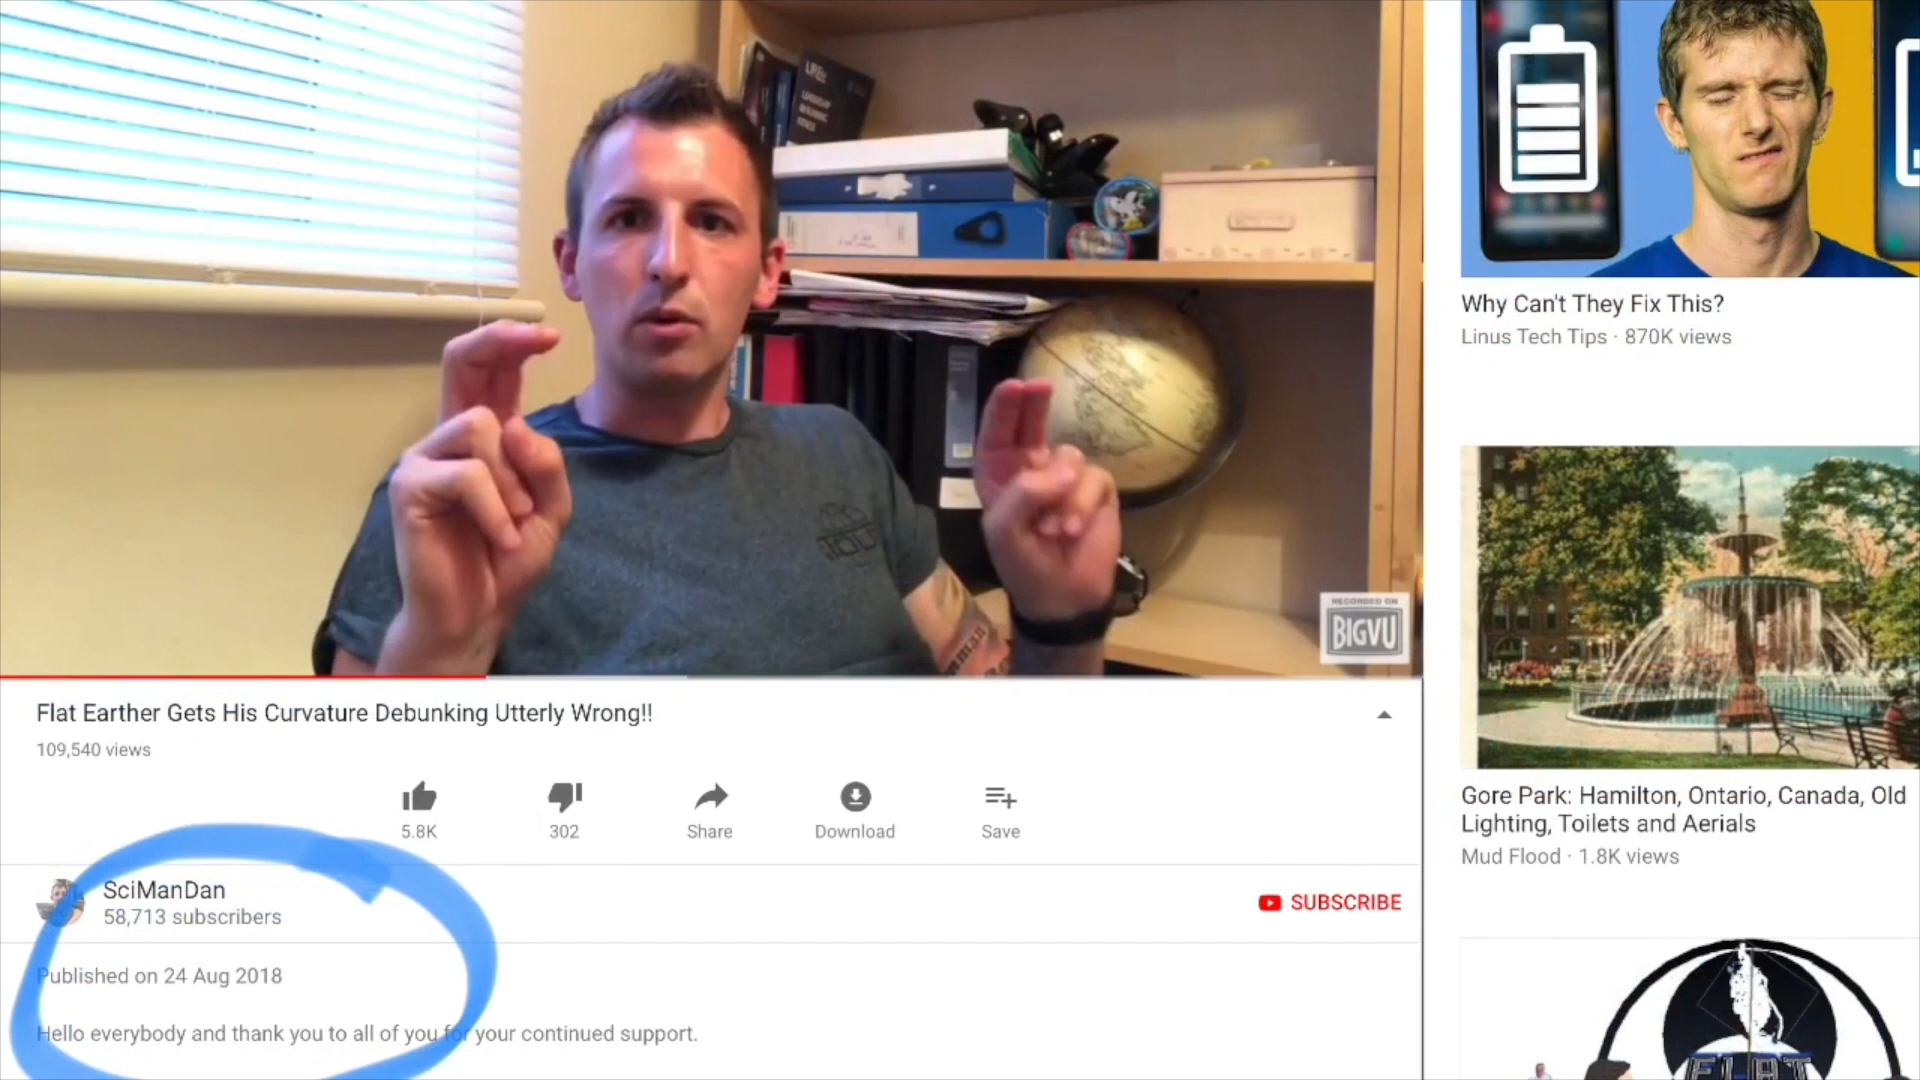 RECORDED ON
BIGVU
Flat Earther Gets His Curvature Debunking Utterly Wrong!!
109,540 views
5.8K
302
Share
Download
Save
SciManDan
58,713 subscribers
SUBSCRIBE
Published on 24 Aug 2018
Hello everybody and thank you to all of you for your continued support.
Why Can't They Fix This?
Linus Tech Tips · 870K views
Gore Park: Hamilton, Ontario, Canada, Old
Lighting, Toilets and Aerials
Mud Flood · 1.8K views
FLAT